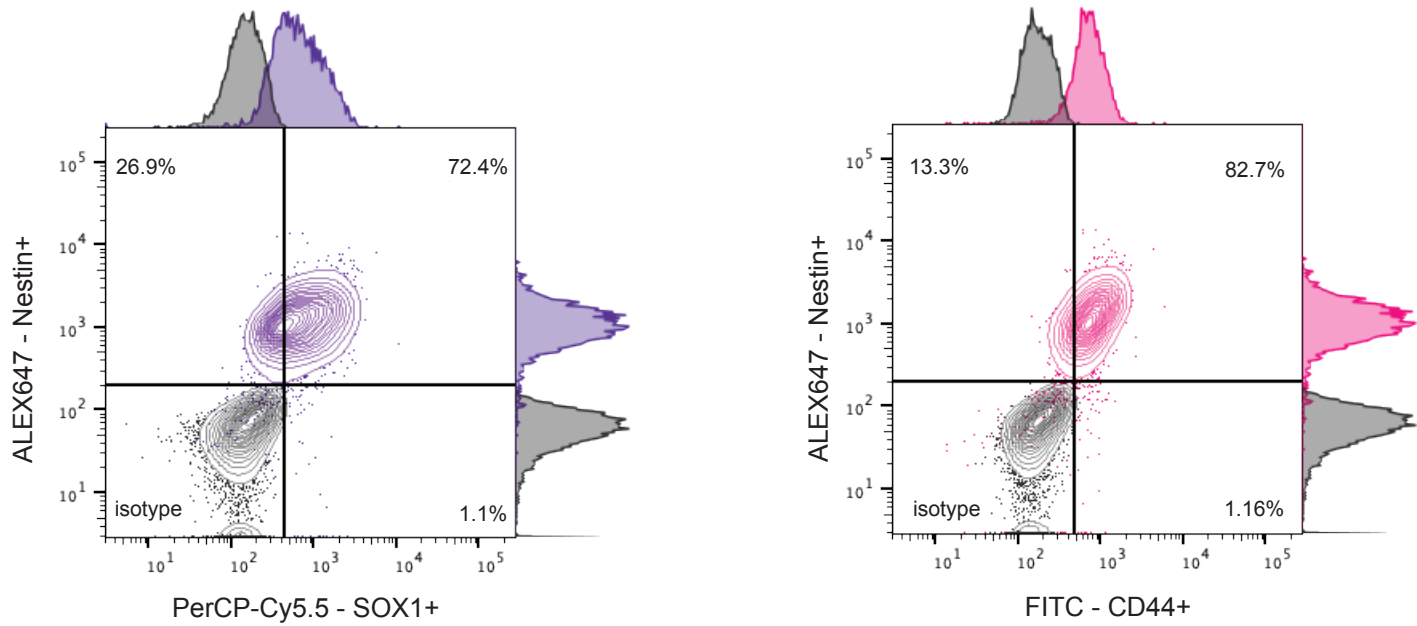 26.9%
72.4%
10^5
10^4
10^3
10^2
10^1
ALEX647 - Nestin+
isotype
1.1%
10^1 10^2 10^3 10^4 10^5
PerCP-Cy5.5 - SOX1+
13.3%
82.7%
10^5
10^4
10^3
10^2
10^1
ALEX647 - Nestin+
isotype
1.16%
10^1 10^2 10^3 10^4 10^5
FITC - CD44+